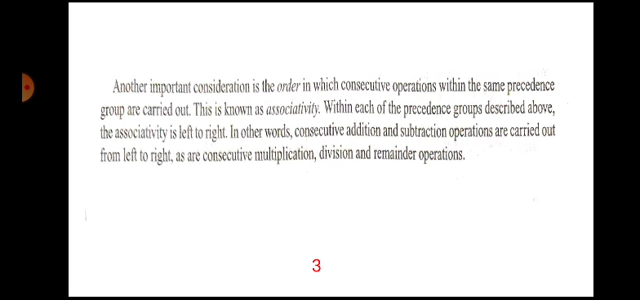 Another important consideration is the order in which consecutive operations within the same precedence
group are carried out. This is known as associativity. Within each of the precedence groups described above,
the associativity is left to right. In other words, consecutive addition and subtraction operations are carried out
from left to right, as are consecutive multiplication, division and remainder operations.
3